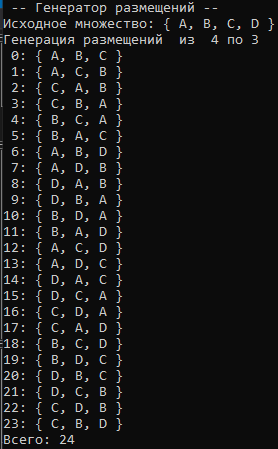 -- Генератор размещений --
Исходное множество: { A, B, C, D }
Генерация размещений  из  4 по 3
 0: { A, B, C }
 1: { A, C, B }
 2: { C, A, B }
 3: { C, B, A }
 4: { B, C, A }
 5: { B, A, C }
 6: { A, B, D }
 7: { A, D, B }
 8: { D, A, B }
 9: { D, B, A }
10: { B, D, A }
11: { B, A, D }
12: { A, C, D }
13: { A, D, C }
14: { D, A, C }
15: { D, C, A }
16: { C, D, A }
17: { C, A, D }
18: { B, C, D }
19: { B, D, C }
20: { D, B, C }
21: { D, C, B }
22: { C, D, B }
23: { C, B, D }
Всего: 24